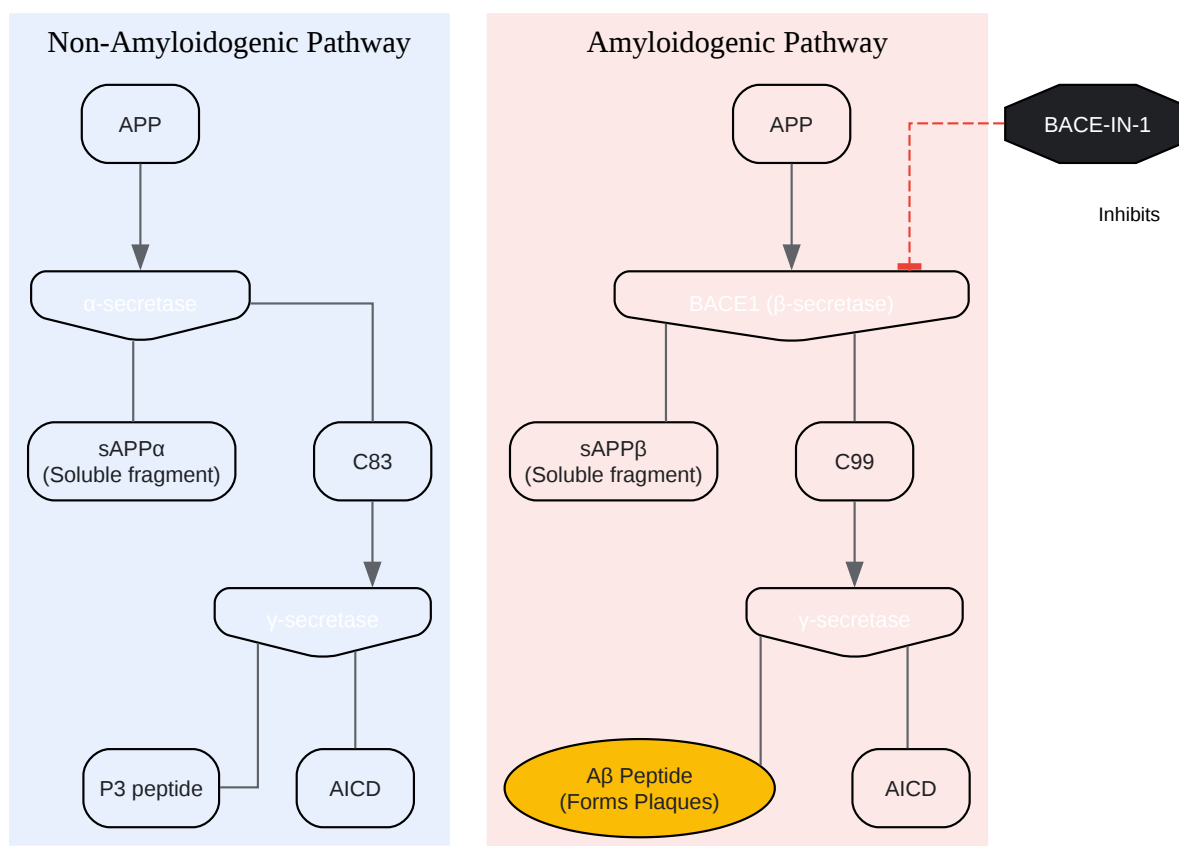 Non-Amyloidogenic Pathway
APP
α-secretase
sAPPα
(Soluble fragment)
C83
γ-secretase
P3 peptide
AICD
Amyloidogenic Pathway
APP
BACE1 (β-secretase)
sAPPβ
(Soluble fragment)
C99
γ-secretase
Aβ Peptide
(Forms Plaques)
AICD
BACE-IN-1
Inhibits